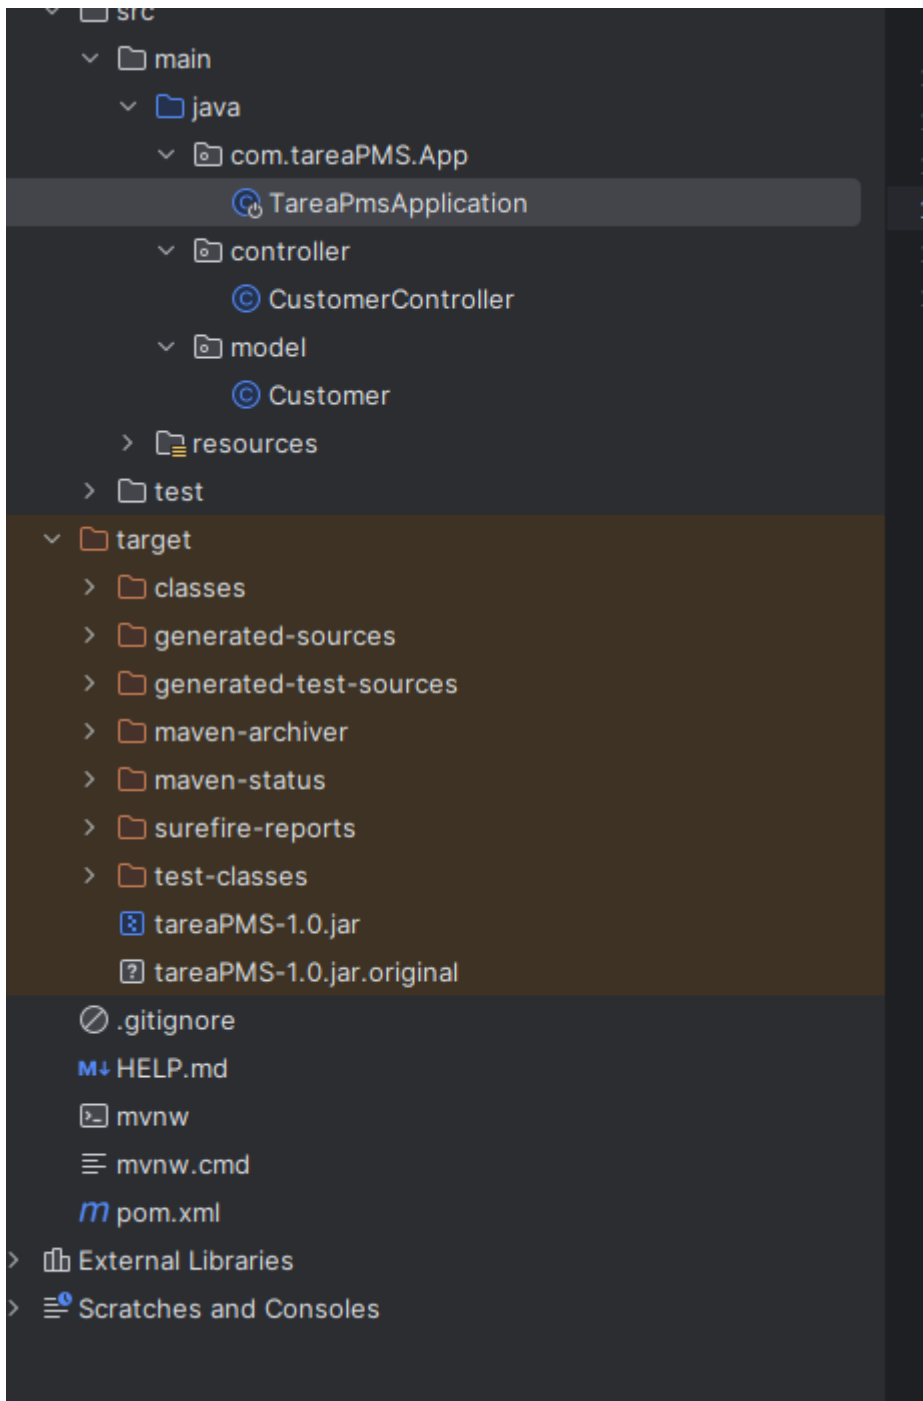 src
main
java
com.tareaPMS.App
TareaPmsApplication
controller
CustomerController
model
Customer
resources
test
target
classes
generated-sources
generated-test-sources
maven-archiver
maven-status
surefire-reports
test-classes
tareaPMS-1.0.jar
tareaPMS-1.0.jar.original
.gitignore
HELP.md
mvnw
mvnw.cmd
pom.xml
External Libraries
Scratches and Consoles